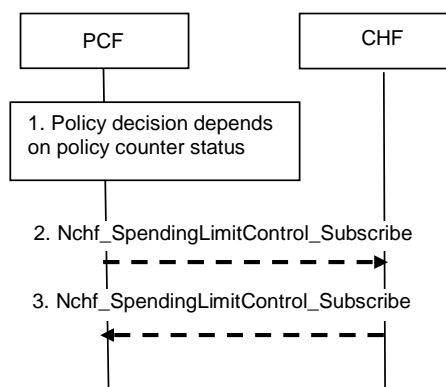 PCF
CHF
1. Policy decision depends
on policy counter status
2. Nchf_SpendingLimitControl_Subscribe
3. Nchf_SpendingLimitControl_Subscribe